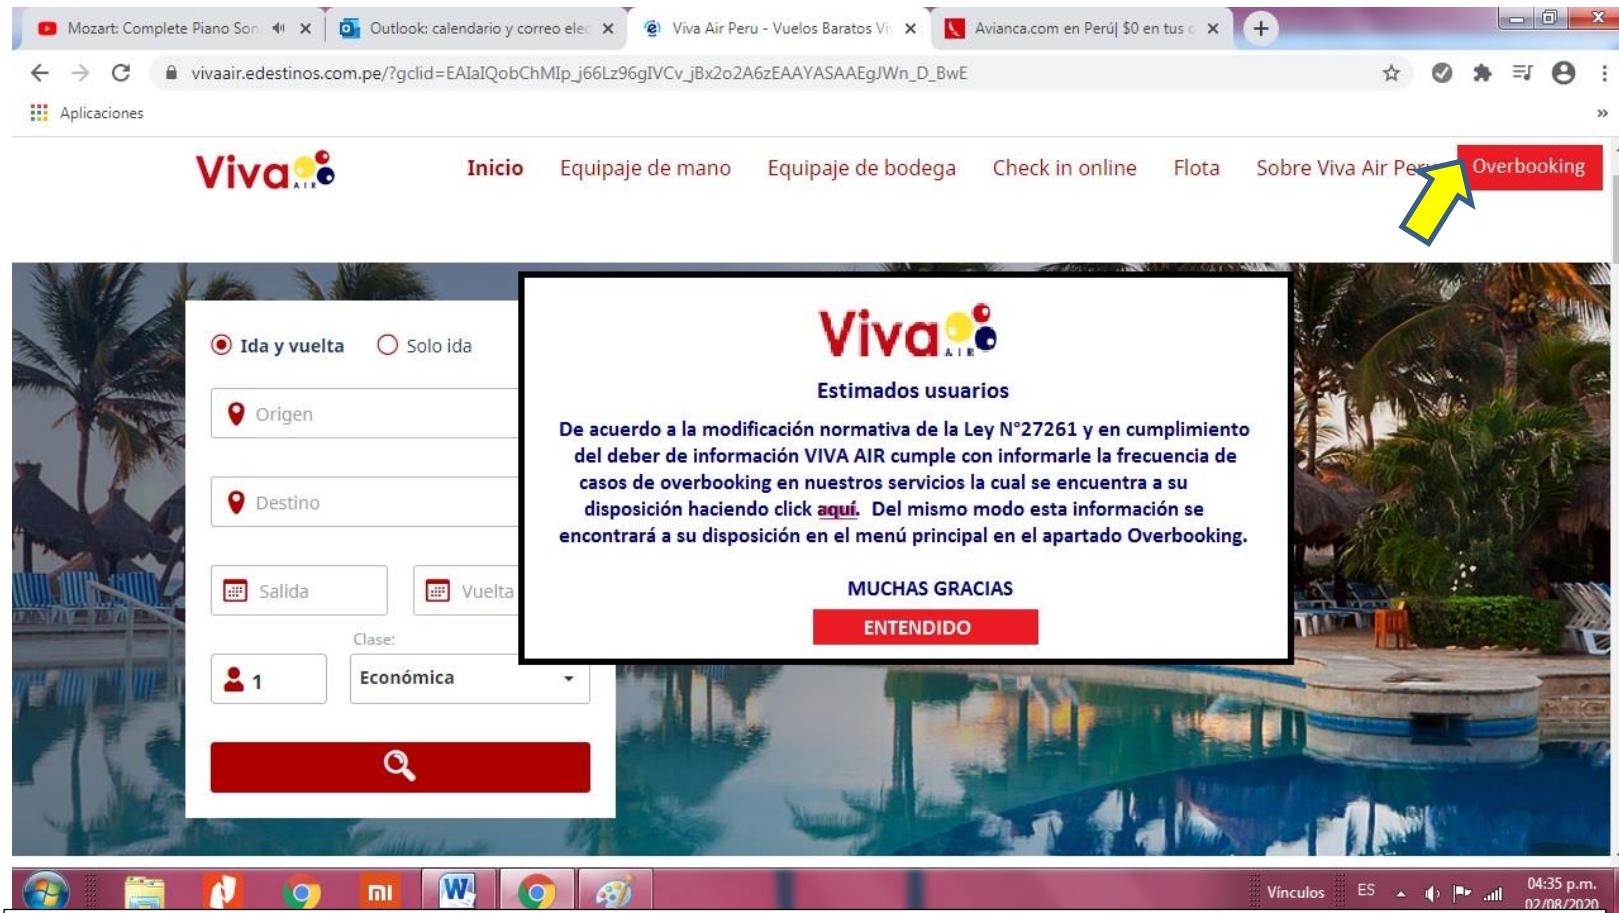 Mozart: Complete Piano Son
Outlook: calendario y correo elec
Viva Air Peru - Vuelos Baratos Vi
Avianca.com en Perú| $0 en tus c
vivaair.edestinos.com.pe/?gclid=EAIaIQobChMIp_j66Lz96gIVCv_jBx2o2A6zEAAYASAAEgJWn_D_BwE
Aplicaciones
»
Viva AIR
Inicio
Equipaje de mano
Equipaje de bodega
Check in online
Flota
Sobre Viva Air Peru
Overbooking
Ida y vuelta
Solo ida
Origen
Destino
Salida
Vuelta
Clase:
1
Económica
Viva AIR
Estimados usuarios
De acuerdo a la modificación normativa de la Ley N°27261 y en cumplimiento
del deber de información VIVA AIR cumple con informarle la frecuencia de
casos de overbooking en nuestros servicios la cual se encuentra a su
disposición haciendo click aquí. Del mismo modo esta información se
encontrará a su disposición en el menú principal en el apartado Overbooking.
MUCHAS GRACIAS
ENTENDIDO
mi
W
Vínculos
ES
04:35 p.m.
02/08/2020